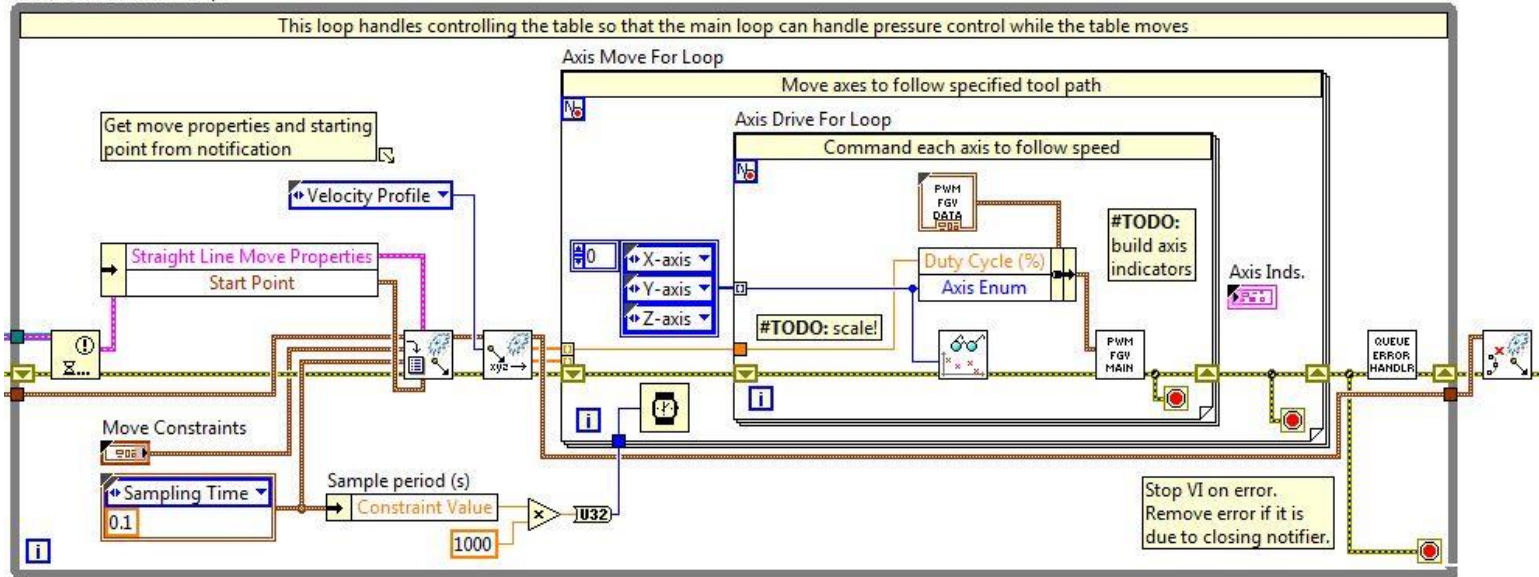 This loop handles controlling the table so that the main loop can handle pressure control while the table moves
Axis Move For Loop
Move axes to follow specified tool path
N
Get move properties and starting
point from notification
Axis Drive For Loop
Command each axis to follow speed
N
Velocity Profile
PWM
FGV
DATA
#TODO:
build axis
indicators
Straight Line Move Properties
Start Point
0
X-axis
Y-axis
Z-axis
Duty Cycle (%)
Axis Enum
Axis Inds.
#TODO: scale!
xyz
PWM
FGV
MAIN
QUEUE
ERROR
HANDLR
i
i
Move Constraints
Sampling Time
0.1
Sample period (s)
Constraint Value
1000
x
U32
Stop VI on error.
Remove error if it is
due to closing notifier.
i